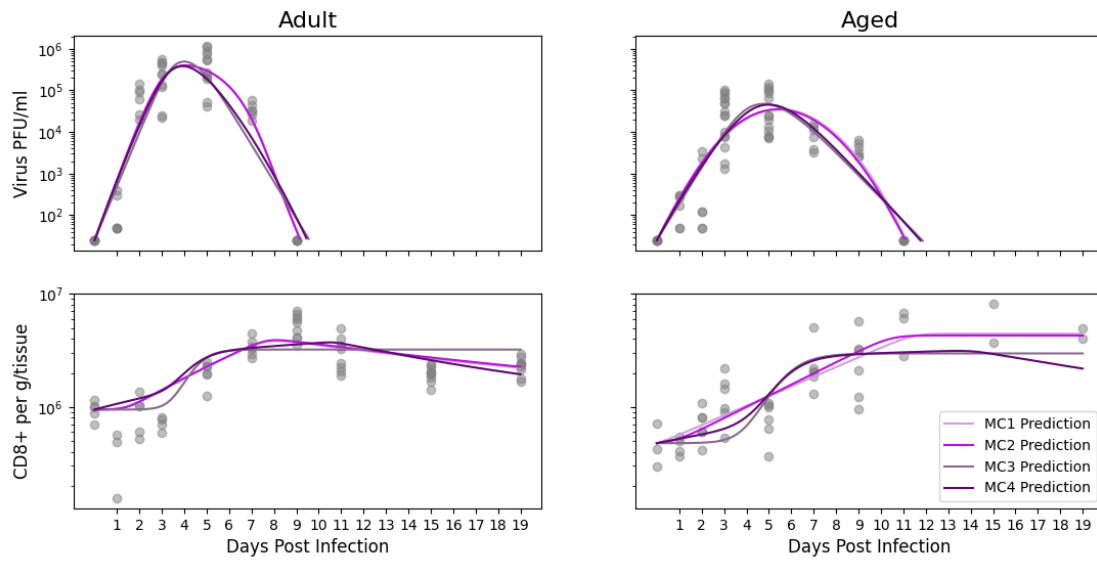 Adult
Aged
Virus PFU/ml
10^6
10^5
10^4
10^3
10^2
CD8+ per g/tissue
10^7
10^6
1 2 3 4 5 6 7 8 9 10 11 13 14 15 16 17 18 19
Days Post Infection
1 2 3 4 5 6 7 8 9 10 11 13 14 15 16 17 18 19
Days Post Infection
MC1 Prediction
MC2 Prediction
MC3 Prediction
MC4 Prediction